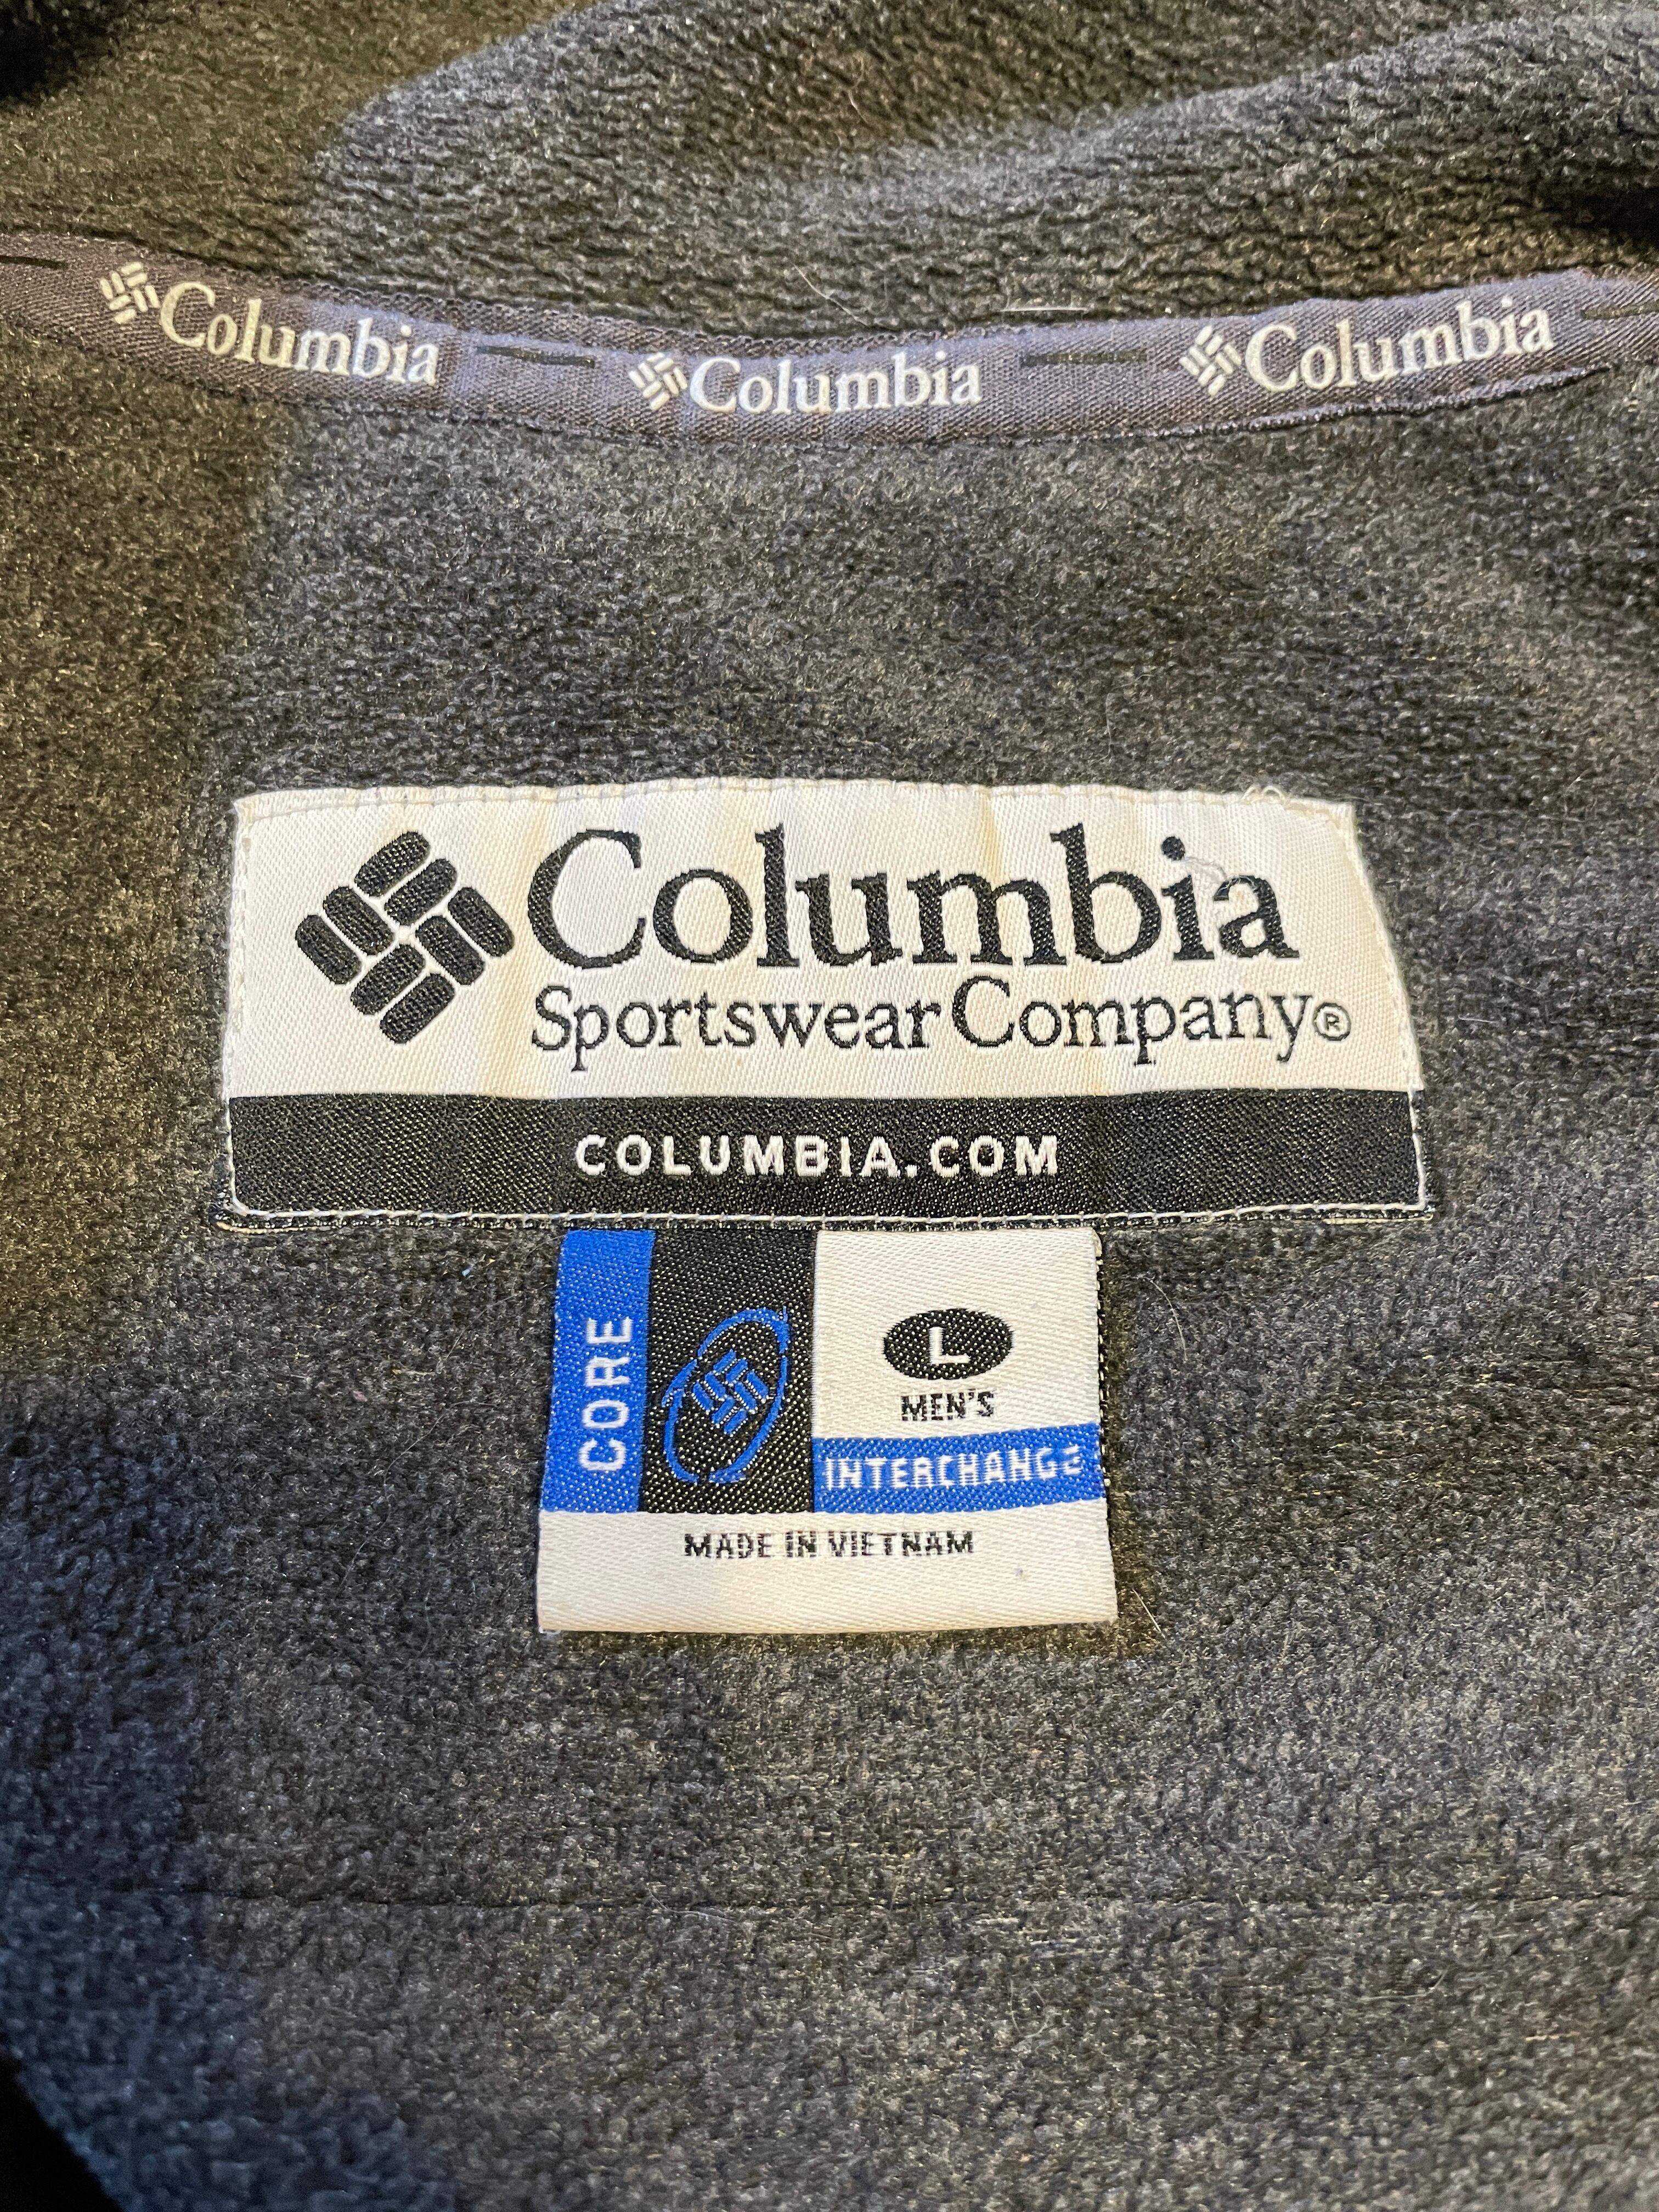 Columbia Columbia Columbia
Columbia
Sportswear Company®
COLUMBIA.COM
CORE
L
MEN'S
INTERCHANGE
MADE IN VIETNAM